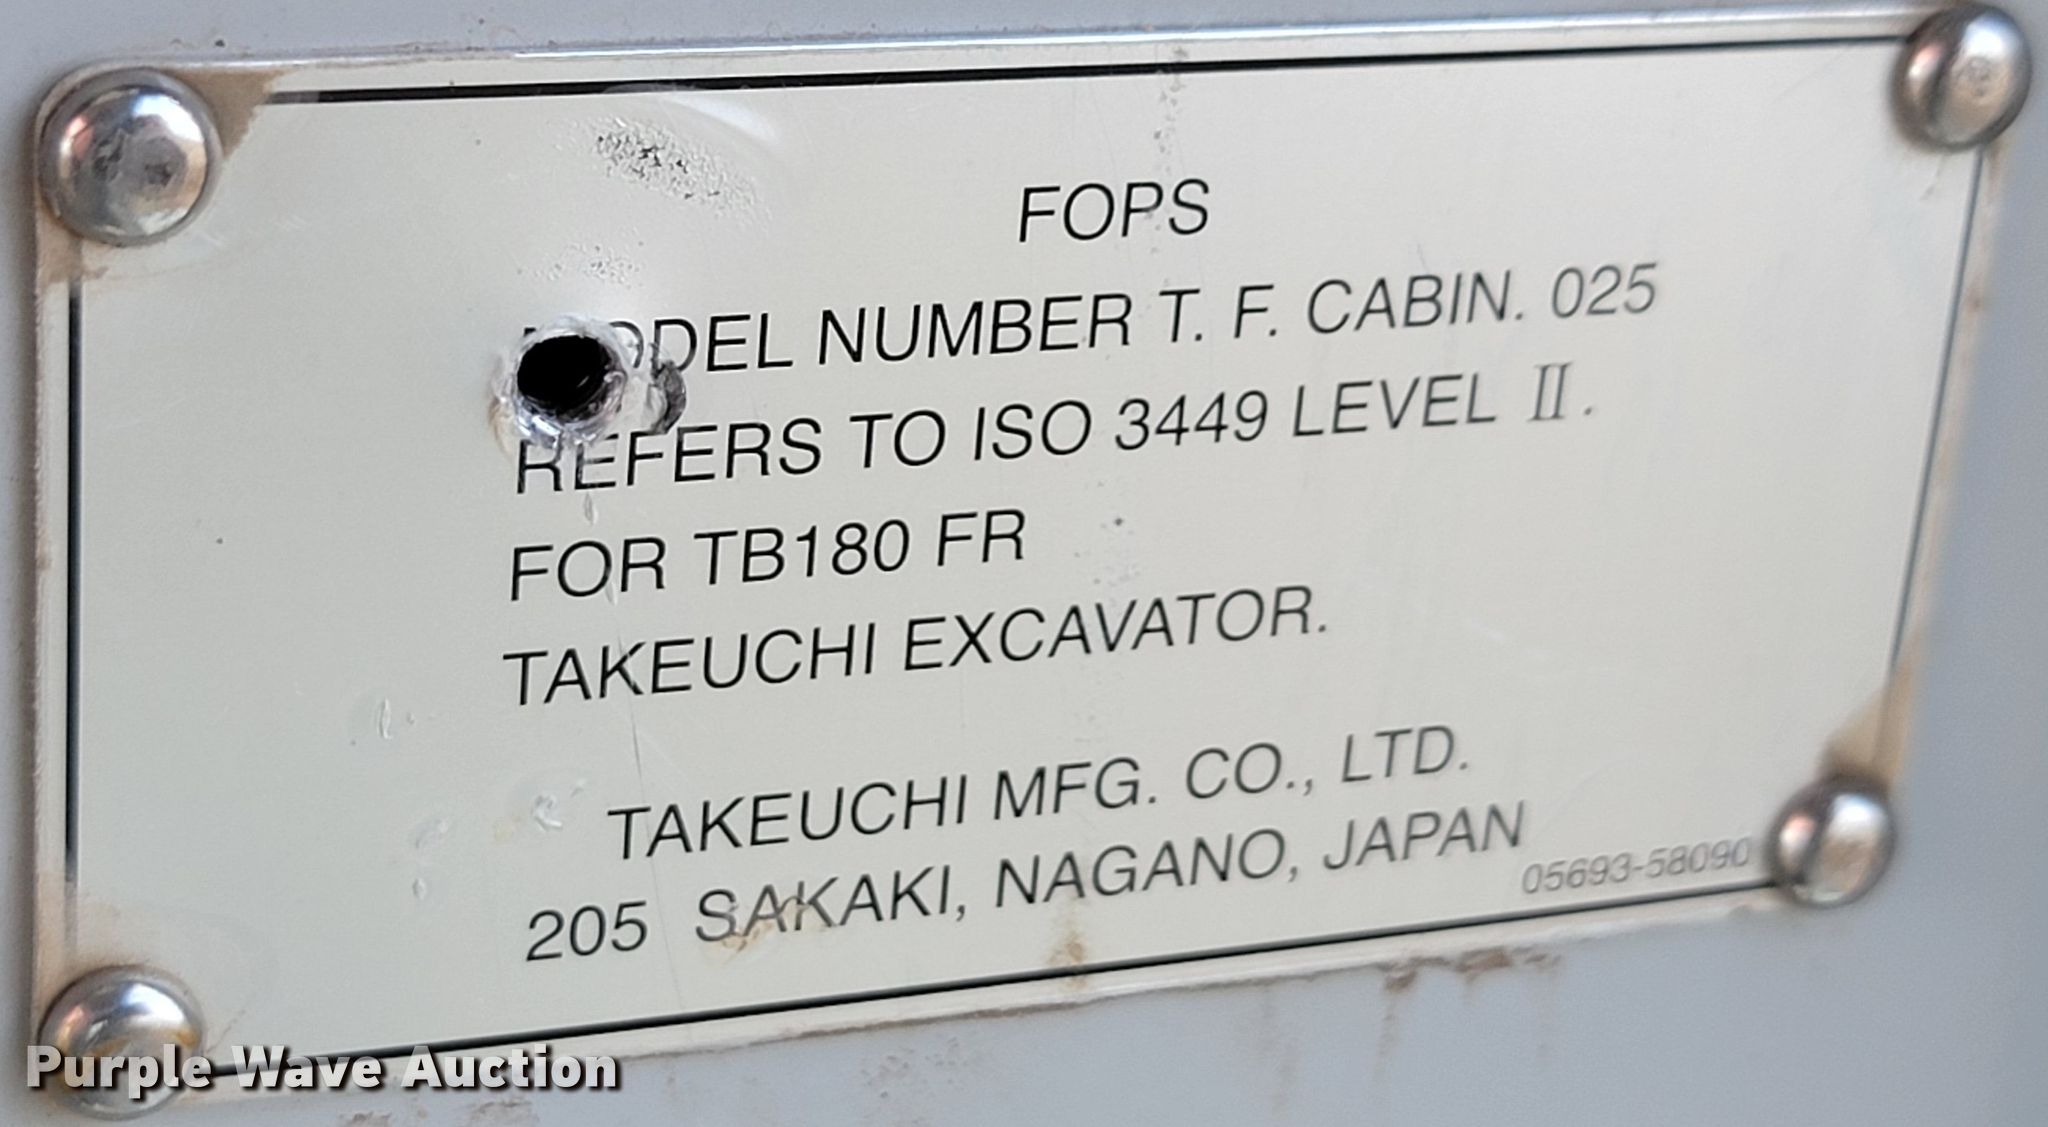 FOPS
MODEL NUMBER T. F. CABIN. 025
REFERS TO ISO 3449 LEVEL II.
FOR TB180 FR
TAKEUCHI EXCAVATOR.
TAKEUCHI MFG. CO., LTD.
205 SAKAKI, NAGANO, JAPAN
05693-58090
Purple Wave Auction